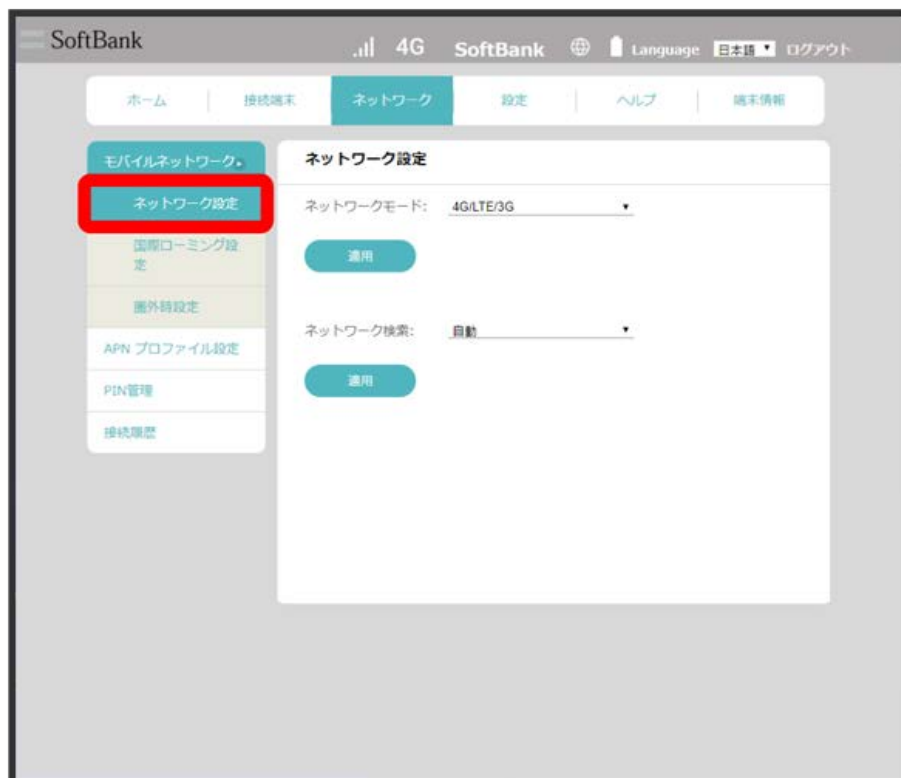 SoftBank
4G SoftBank Language 日本語 ログアウト
ホーム 接続端末 ネットワーク 設定 ヘルプ 端末情報
モバイルネットワーク
ネットワーク設定
国際ローミング設
定
圏外時設定
APN プロファイル設定
PIN管理
接続履歴
ネットワーク設定
ネットワークモード: 4G/LTE/3G
適用
ネットワーク検索: 自動
適用